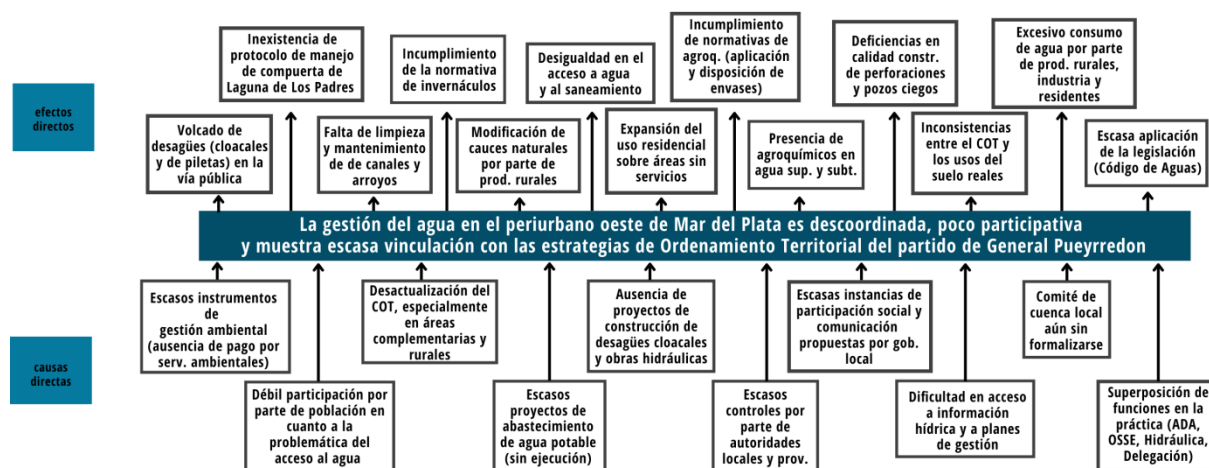 Inexistencia de
protocolo de manejo
de compuerta de
Laguna de Los Padres
Incumplimiento
de la normativa
de invernáculos
Desigualdad en el
acceso a agua
y al saneamiento
Incumplimiento
de normativas de
agroq. (aplicación
y disposición de
envases)
Deficiencias en
calidad constr.
de perforaciones
y pozos ciegos
Excesivo consumo
de agua por parte
de prod. rurales,
industria y
residentes
efectos
directos
Volcado de
desagües (cloacales
y de piletas) en la
vía pública
Falta de limpieza
y mantenimiento
de de canales y
arroyos
Modificación de
cauces naturales
por parte de
prod. rurales
Expansión del
uso residencial
sobre áreas sin
servicios
Presencia de
agroquímicos en
agua sup. y subt.
Inconsistencias
entre el COT y
los usos del
suelo reales
Escasa aplicación
de la legislación
(Código de Aguas)
La gestión del agua en el periurbano oeste de Mar del Plata es descoordinada, poco participativa
y muestra escasa vinculación con las estrategias de Ordenamiento Territorial del partido de General Pueyrredon
Escasos instrumentos
de
gestión ambiental
(ausencia de pago por
serv. ambientales)
Desactualización del
COT, especialmente
en áreas
complementarias y
rurales
Ausencia de
proyectos de
construcción de
desagües cloacales
y obras hidráulicas
Escasas instancias de
participación social y
comunicación
propuestas por gob.
local
Comité de
cuenca local
aún sin
formalizarse
causas
directas
Débil participación por
parte de población en
cuanto a la
problemática del
acceso al agua
Escasos
proyectos de
abastecimiento
de agua potable
(sin ejecución)
Escasos
controles por
parte de
autoridades
locales y prov.
Dificultad en acceso
a información
hídrica y a planes
de gestión
Superposición de
funciones en la
práctica (ADA,
OSSE, Hidráulica,
Delegación)